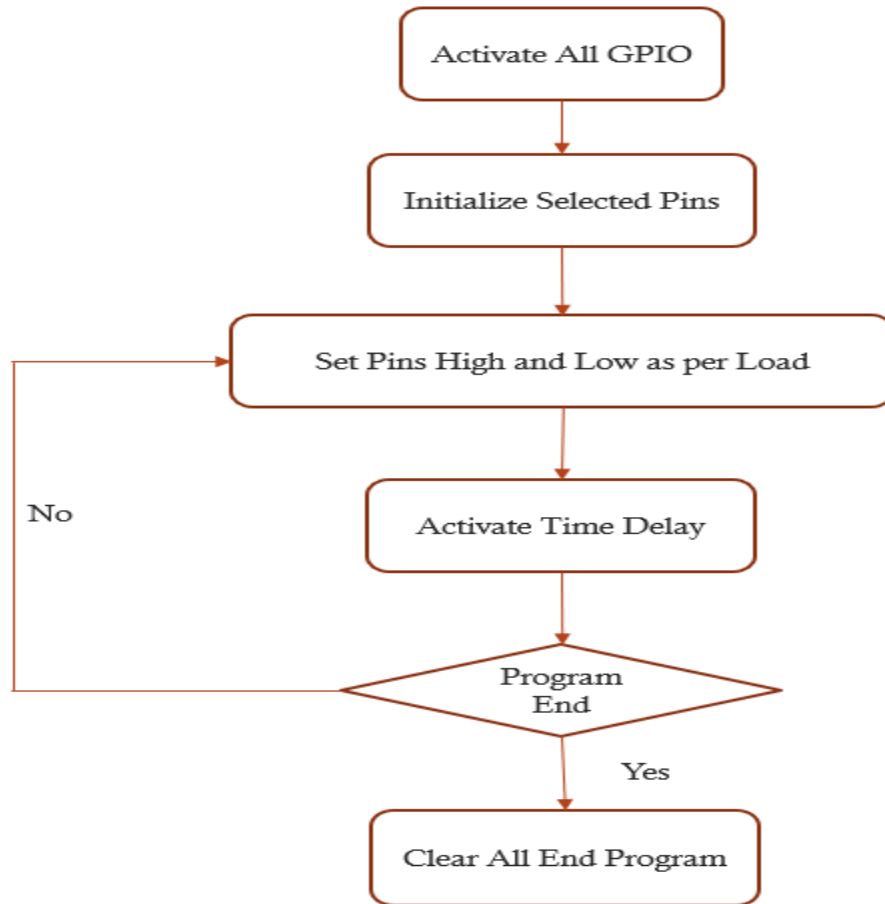 Activate All GPIO
Initialize Selected Pins
Set Pins High and Low as per Load
No
Activate Time Delay
Program
End
Yes
Clear All End Program